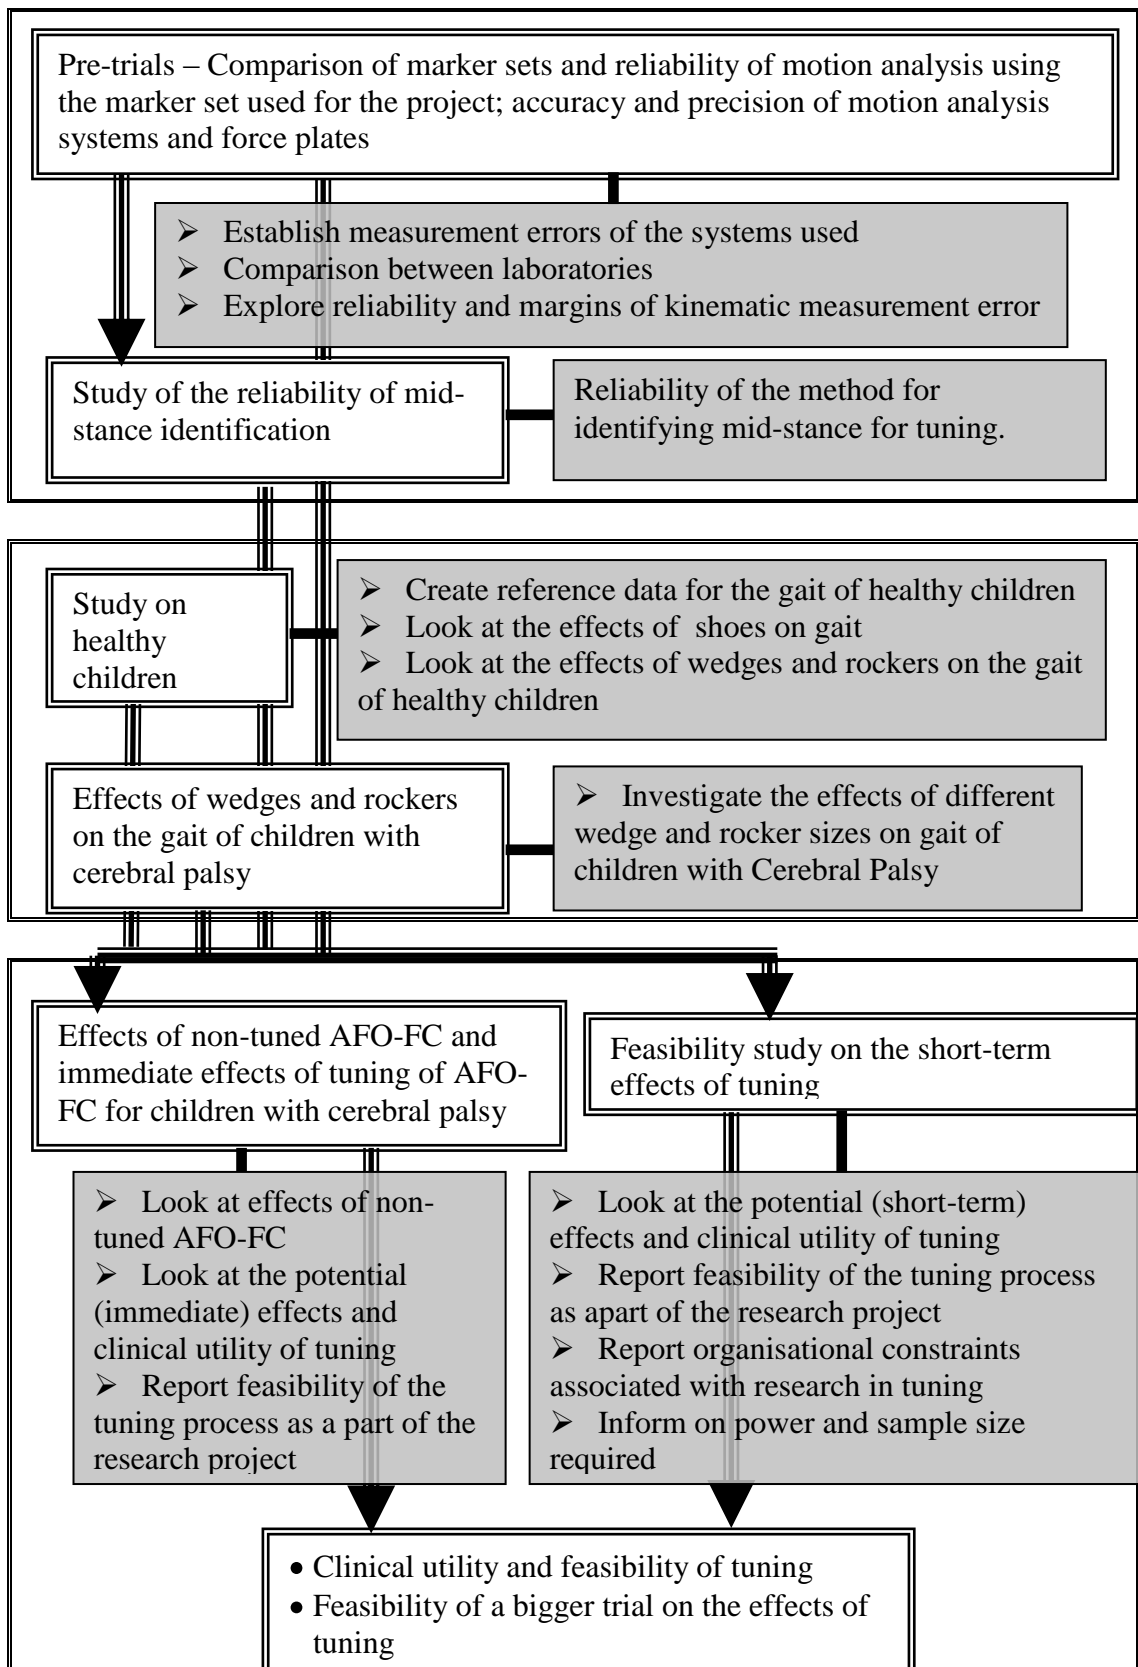 Pre-trials – Comparison of marker sets and reliability of motion analysis using
the marker set used for the project; accuracy and precision of motion analysis
systems and force plates
➢ Establish measurement errors of the systems used
➢ Comparison between laboratories
➢ Explore reliability and margins of kinematic measurement error
Study of the reliability of mid-
stance identification
Reliability of the method for
identifying mid-stance for tuning.
Study on
healthy
children
➢ Create reference data for the gait of healthy children
➢ Look at the effects of shoes on gait
➢ Look at the effects of wedges and rockers on the gait
of healthy children
Effects of wedges and rockers
on the gait of children with
cerebral palsy
➢ Investigate the effects of different
wedge and rocker sizes on gait of
children with Cerebral Palsy
Effects of non-tuned AFO-FC and
immediate effects of tuning of AFO-
FC for children with cerebral palsy
Feasibility study on the short-term
effects of tuning
➢ Look at effects of non-
tuned AFO-FC
➢ Look at the potential
(immediate) effects and
clinical utility of tuning
➢ Report feasibility of the
tuning process as a part of the
research project
➢ Look at the potential (short-term)
effects and clinical utility of tuning
➢ Report feasibility of the tuning process
as apart of the research project
➢ Report organisational constraints
associated with research in tuning
➢ Inform on power and sample size
required
• Clinical utility and feasibility of tuning
• Feasibility of a bigger trial on the effects of
tuning